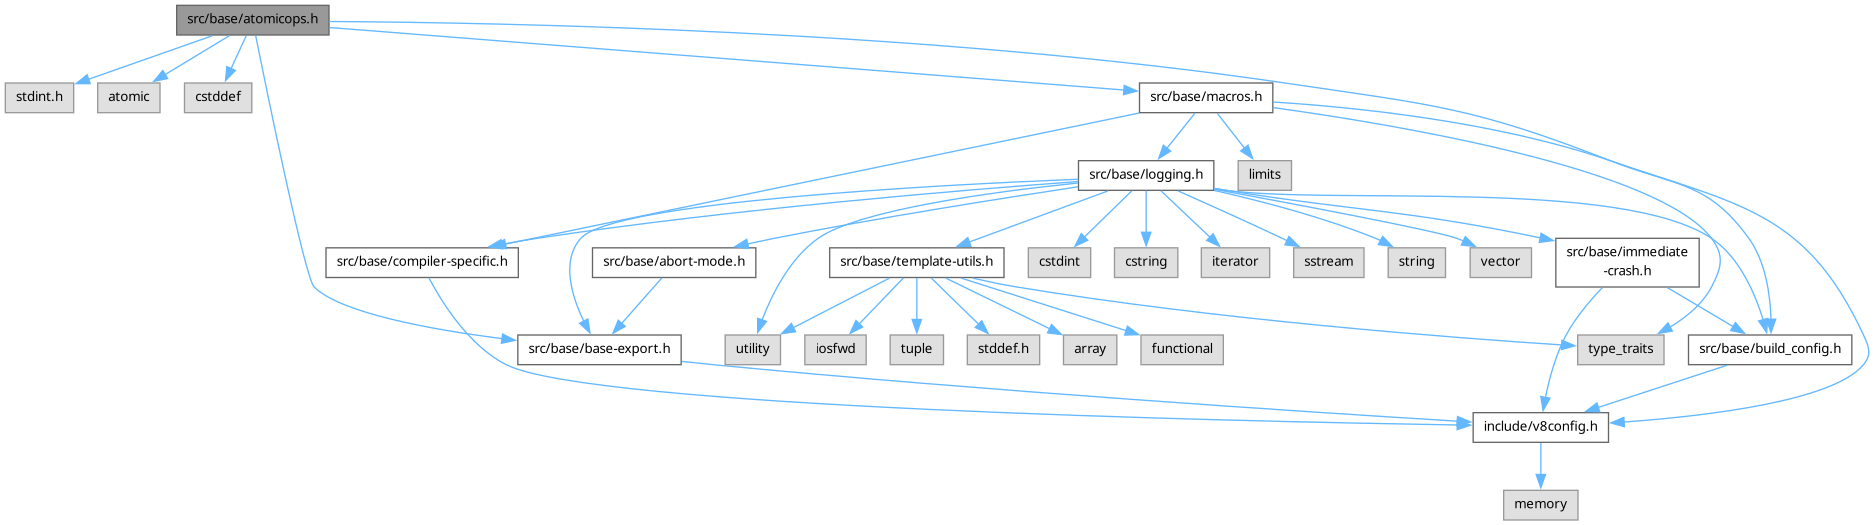 src/base/atomicops.h
stdint.h
atomic
cstddef
src/base/macros.h
src/base/logging.h
limits
src/base/compiler-specific.h
src/base/abort-mode.h
src/base/template-utils.h
cstdint
cstring
iterator
sstream
string
vector
src/base/immediate
-crash.h
src/base/base-export.h
utility
iosfwd
tuple
stddef.h
array
functional
type_traits
src/base/build_config.h
include/v8config.h
memory